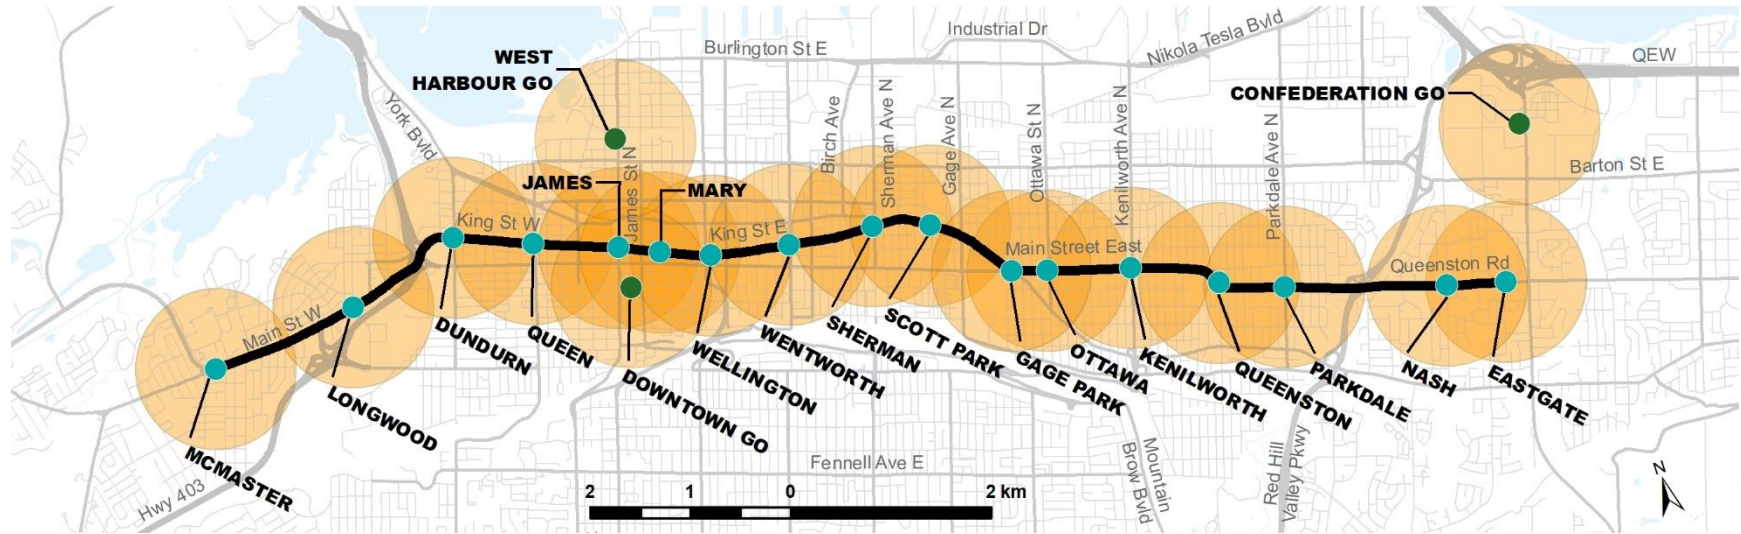 Industrial Dr
Burlington St E
Nikola Tesla Bvld
QEW
WEST
HARBOUR GO
CONFEDERATION GO
York Bvld
Birch Ave
Sherman Ave N
Gage Ave N
Ottawa St N
Kenilworth Ave N
Parkdale Ave N
Barton St E
James St N
JAMES
MARY
King St W
King St E
Main Street East
Queenston Rd
Main St W
DUNDURN
QUEEN
WELLINGTON
WENTWORTH
SHERMAN
SCOTT PARK
GAGE PARK
OTTAWA
KENILWORTH
QUEENSTON
PARKDALE
NASH
EASTGATE
LONGWOOD
DOWNTOWN GO
MCMASTER
Hwy 403
Fennell Ave E
Mountain
Brow Bvld
Red Hill
Valley Pkwy
N
2 1 0 2 km